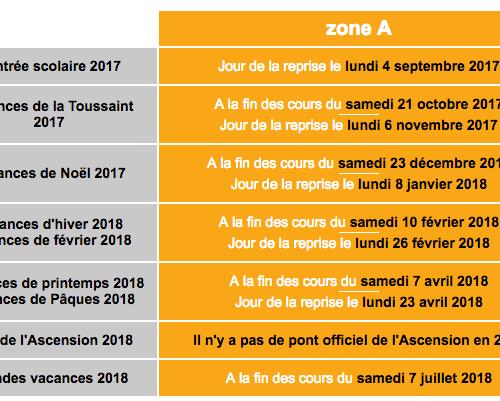 zone A
ntrée scolaire 2017
Jour de la reprise le lundi 4 septembre 2017
nces de la Toussaint
2017
A la fin des cours du samedi 21 octobre 2017
Jour de la reprise le lundi 6 novembre 2017
ances de Noël 2017
A la fin des cours du samedi 23 décembre 201
Jour de la reprise le lundi 8 janvier 2018
ances d'hiver 2018
nces de février 2018
A la fin des cours du samedi 10 février 2018
Jour de la reprise le lundi 26 février 2018
ces de printemps 2018
nces de Pâques 2018
A la fin des cours du samedi 7 avril 2018
Jour de la reprise le lundi 23 avril 2018
de l'Ascension 2018
Il n'y a pas de pont officiel de l'Ascension en 2
des vacances 2018
A la fin des cours du samedi 7 juillet 2018